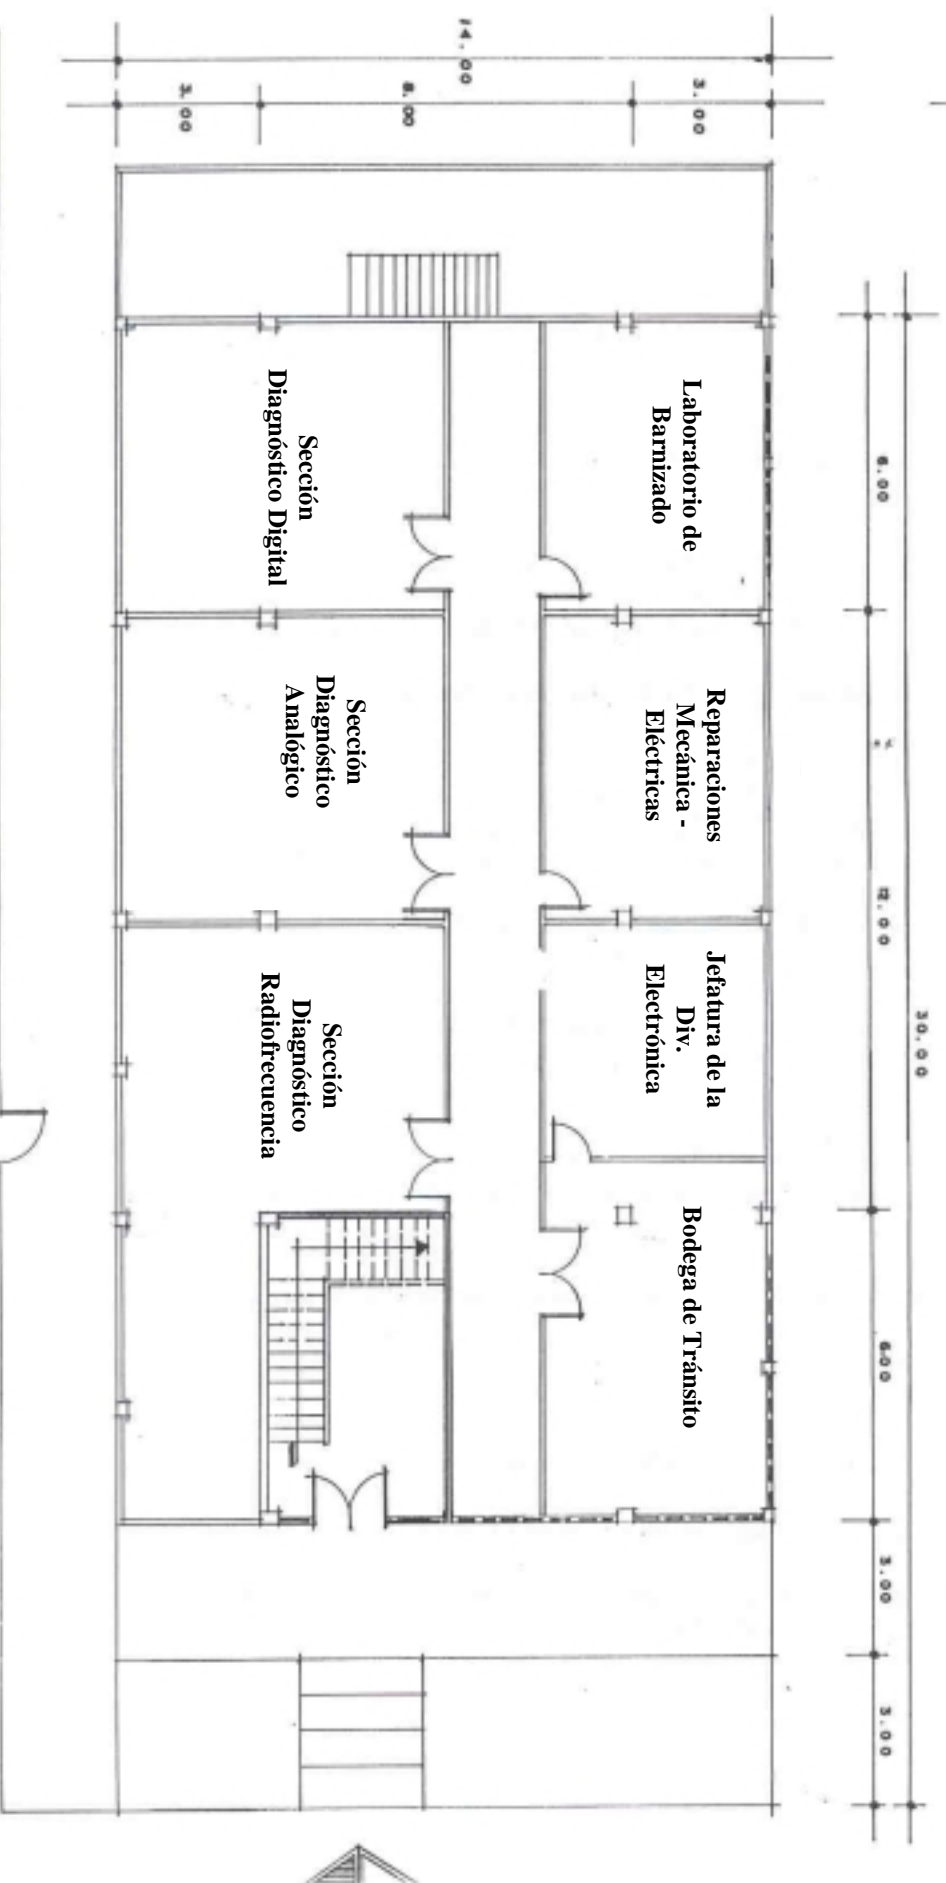 14.00
3.00
8.00
3.00
Laboratorio de
Barnizado
Reparaciones
Mecánica -
Eléctricas
Jefatura de la
Div.
Electrónica
Bodega de Tránsito
Sección
Diagnóstico Digital
Sección
Diagnóstico
Analógico
Sección
Diagnóstico
Radiofrecuencia
6.00
12.00
6.00
3.00
3.00
30.00